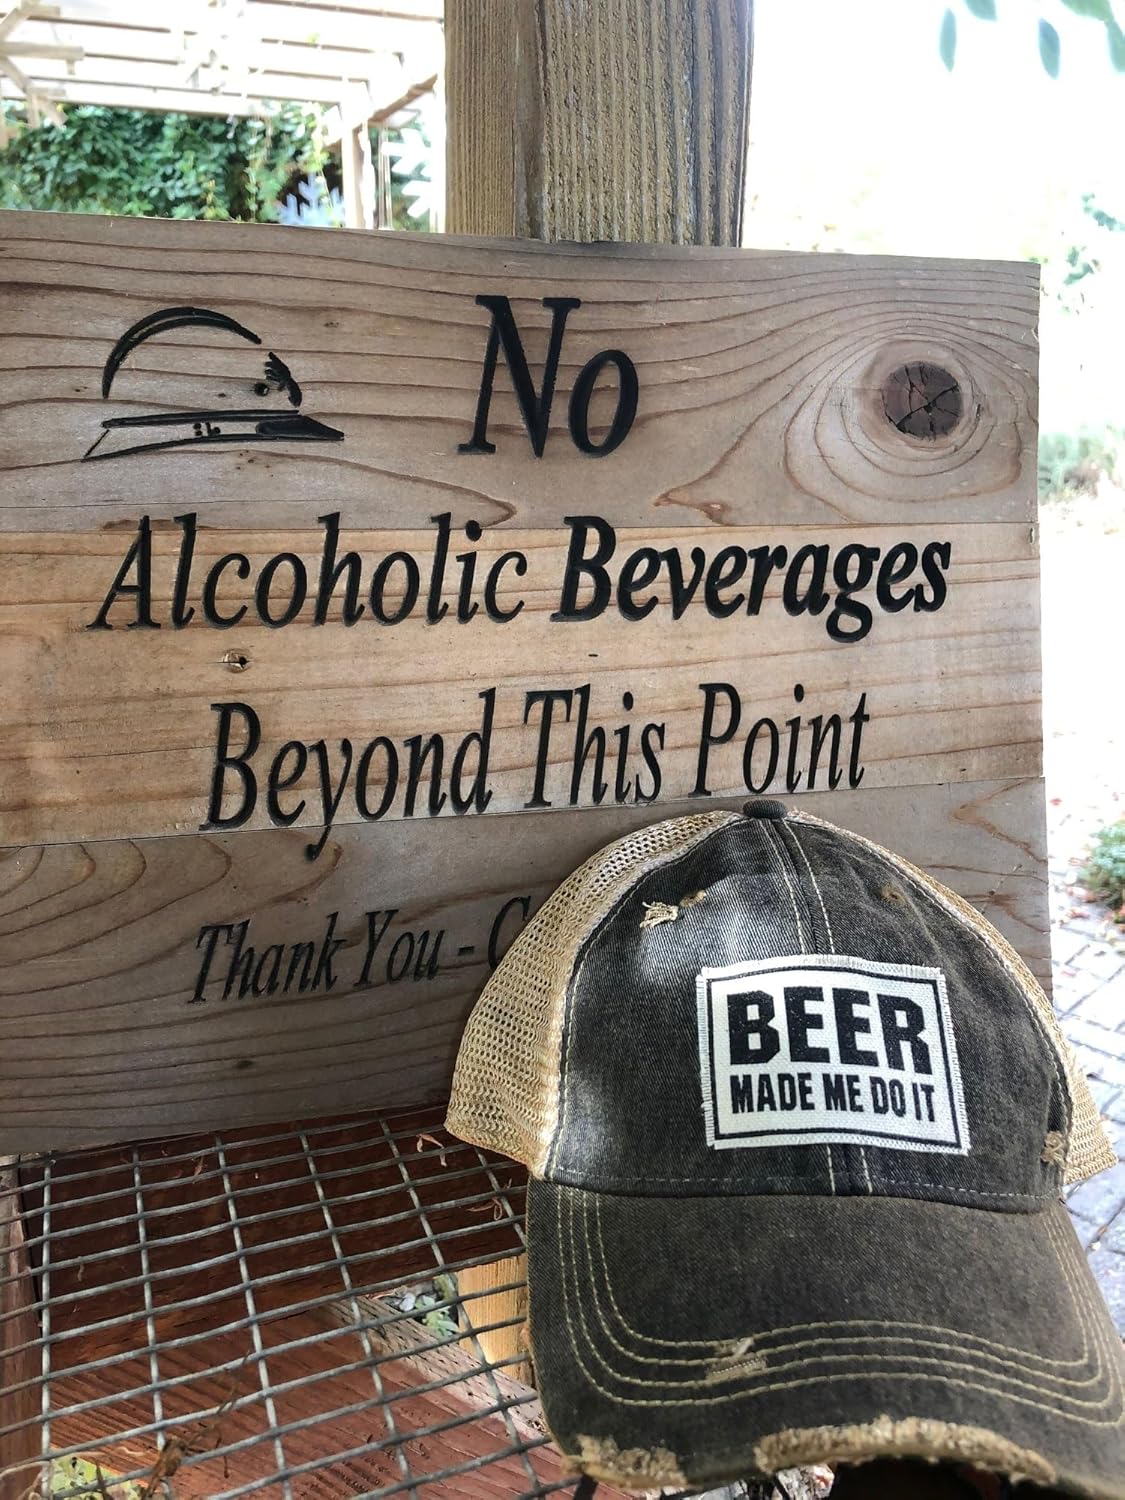 No
Alcoholic Beverages
Beyond This Point
Thank You -
BEER
MADE ME DO IT